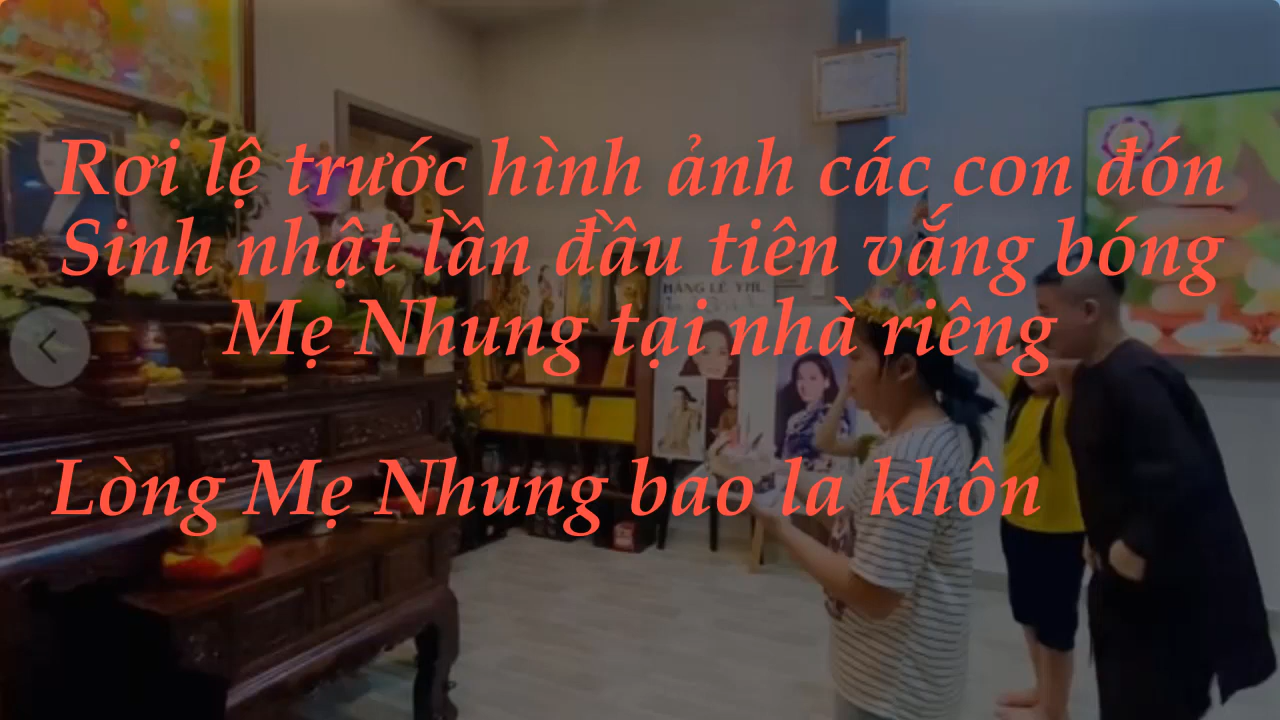 Rơi lệ trước hình ảnh các con đón
Sinh nhật lần đầu tiên vắng bóng
Mẹ Nhung tại nhà riêng
Lòng Mẹ Nhung bao la khôn